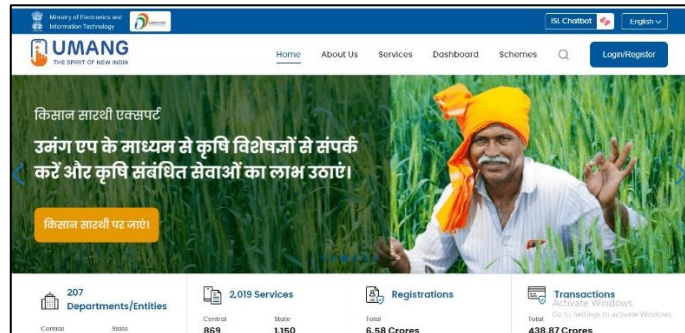 Ministry of Electronics and
Information Technology
ISL Chatbot
English
UMANG
THE SPIRIT OF NEW INDIA
Home About Us Services Dashboard Schemes
Login/Register
किसान सारथी एक्सपर्ट
उमंग एप के माध्यम से कृषि विशेषज्ञों से संपर्क
करें और कृषि संबंधित सेवाओं का लाभ उठाएं।
किसान सारथी पर जाएं।
207
Departments/Entities
Central State
2,019 Services
Central State
869 1,150
Registrations
Total
6.58 Crores
Transactions
Activate Windows
Go to Settings to activate Windows.
Total
438.87 Crores